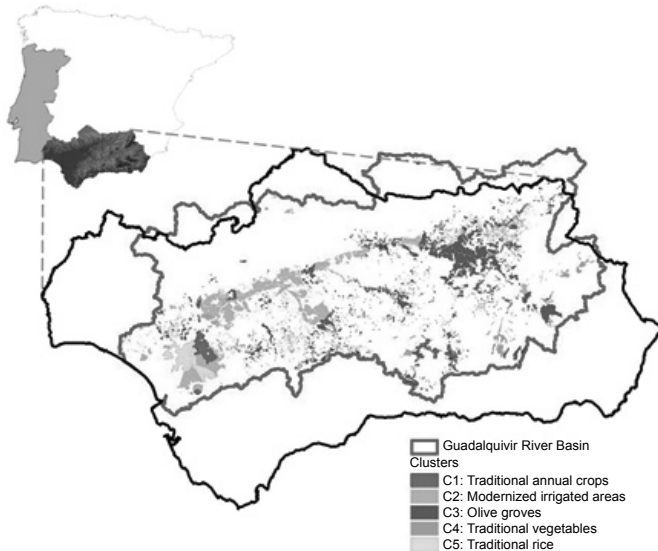 Guadalquivir River Basin
Clusters
C1: Traditional annual crops
C2: Modernized irrigated areas
C3: Olive groves
C4: Traditional vegetables
C5: Traditional rice